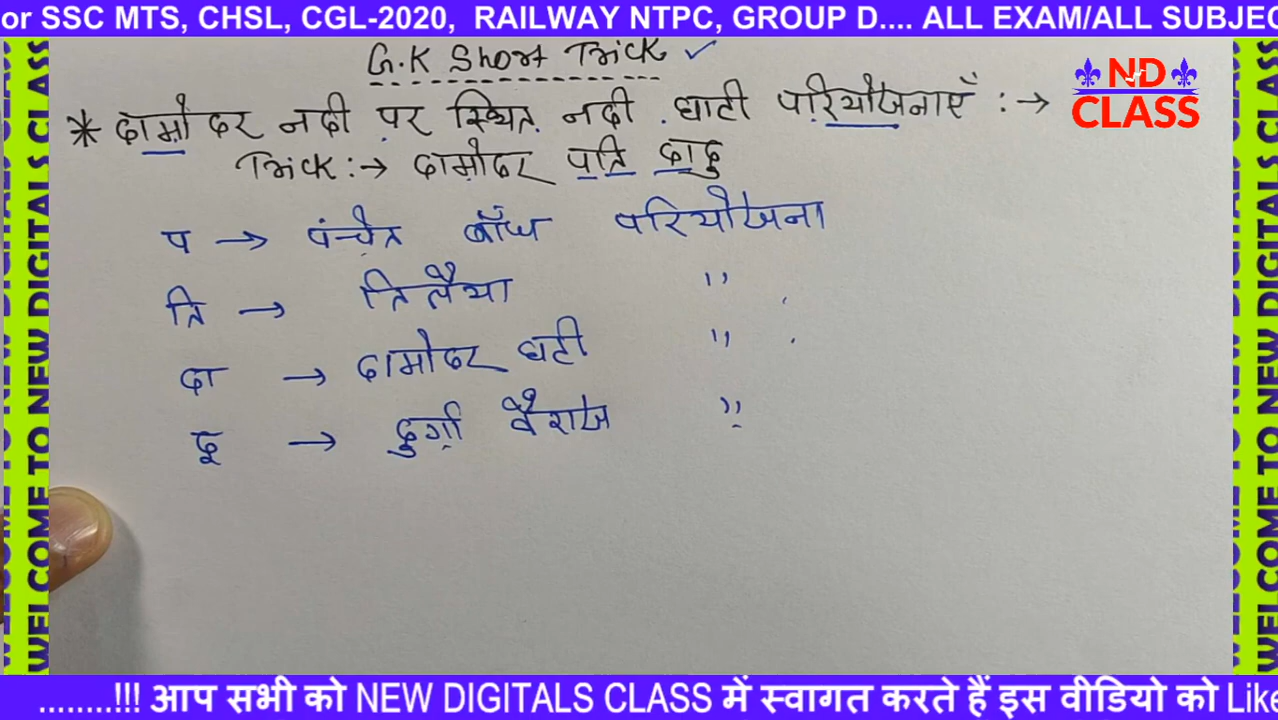 or SSC MTS, CHSL, CGL-2020, RAILWAY NTPC, GROUP D.... ALL EXAM/ALL SUBJEC
G.K Short Trick ✓
* दामोदर नदी पर स्थित नदी घाटी परियोजनाएँ :→
ND
CLASS
Trick :→ दामोदर पति दादु
प → पंचेत बाँध परियोजना
ति → तिलैया "
दा → दामोदर घटी "
दू → दुर्गा बैराज "
WELCOME TO NEW DIGITALS CLASS
WELCOME TO NEW DIGITALS CLASS
........!!! आप सभी को NEW DIGITALS CLASS में स्वागत करते हैं इस वीडियो को Like